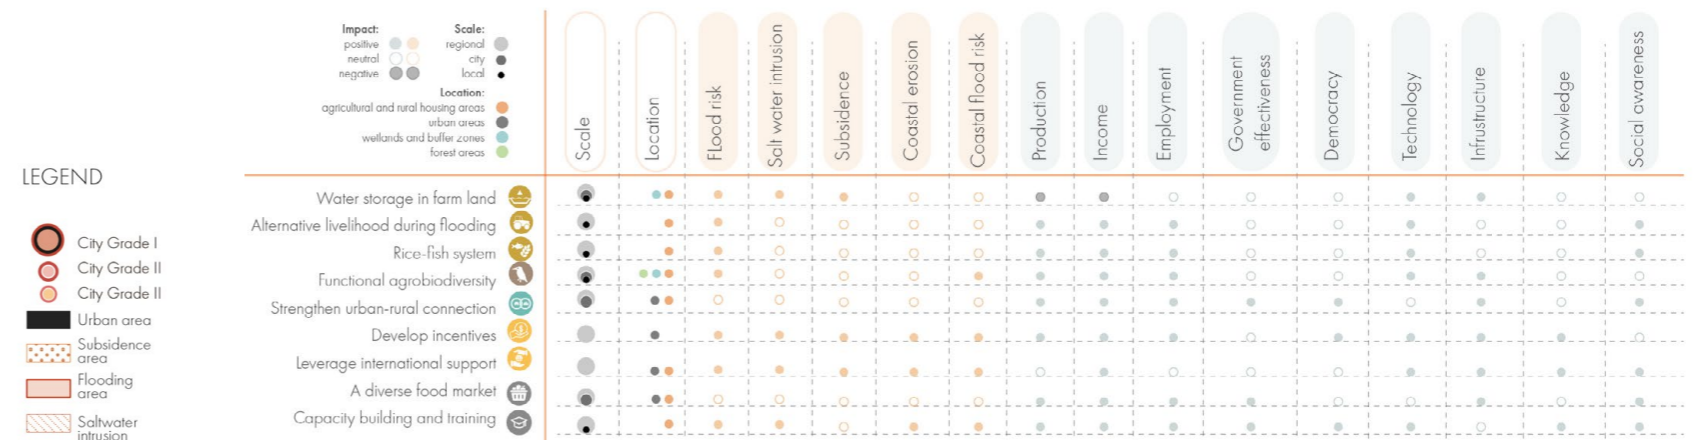 Impact:
positive
neutral
negative
Scale:
regional
city
local
Location:
agricultural and rural housing areas
urban areas
wetlands and buffer zones
forest areas
Scale
Location
FLood risk
Salt water intrusion
Subsidence
Coastal erosion
Coastal flood risk
Production
Income
Employment
Government
effectiveness
Democracy
Technology
Infrustructure
Knowledge
Social awareness
LEGEND
City Grade I
City Grade II
City Grade II
Urban area
Subsidence
area
Flooding
area
Saltwater
intrusion
Water storage in farm land
Alternative livelihood during flooding
Rice-fish system
Functional agrobiodiversity
Strengthen urban-rural connection
Develop incentives
Leverage international support
A diverse food market
Capacity building and training